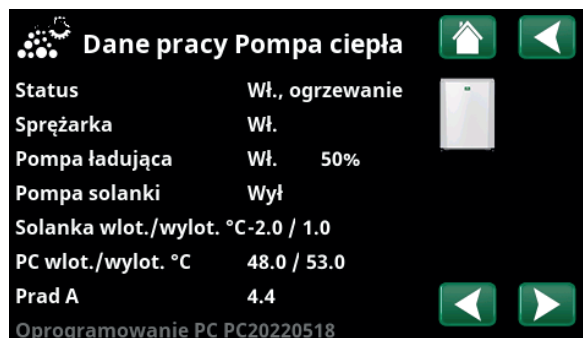 Dane pracy Pompa ciepła
Status Wł., ogrzewanie
Sprężarka Wł.
Pompa ładująca Wł. 50%
Pompa solanki Wył
Solanka wlot./wylot. °C -2.0 / 1.0
PC wlot./wylot. °C 48.0 / 53.0
Prad A 4.4
Oprogramowanie PC PC20220518